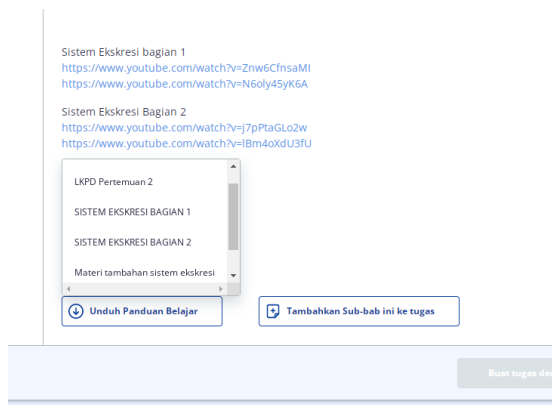 Sistem Ekskresi bagian 1
https://www.youtube.com/watch?v=Znw6CfnsaMI
https://www.youtube.com/watch?v=N6oly45yK6A
Sistem Ekskresi Bagian 2
https://www.youtube.com/watch?v=j7pPtaGLo2w
https://www.youtube.com/watch?v=lBm4oXdU3fU
LKPD Pertemuan 2
SISTEM EKSKRESI BAGIAN 1
SISTEM EKSKRESI BAGIAN 2
Materi tambahan sistem ekskresi
Unduh Panduan Belajar
Tambahkan Sub-bab ini ke tugas
Buat tugas